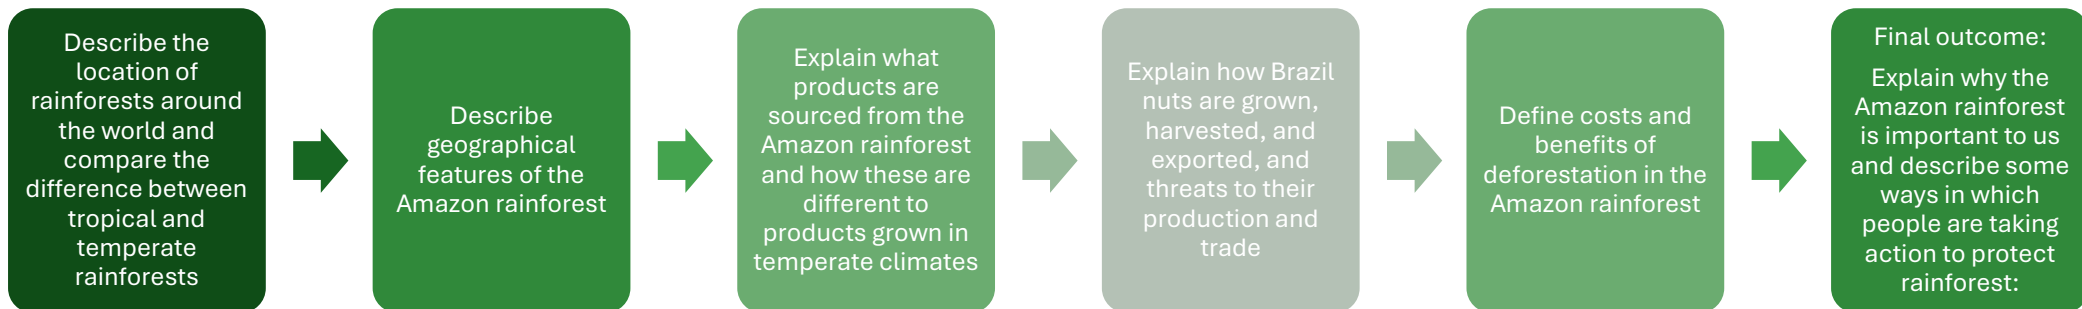 Describe the
location of
rainforests around
the world and
compare the
difference between
tropical and
temperate
rainforests
Describe
geographical
features of the
Amazon rainforest
Explain what
products are
sourced from the
Amazon rainforest
and how these are
different to
products grown in
temperate climates
Explain how Brazil
nuts are grown,
harvested, and
exported, and
threats to their
production and
trade
Define costs and
benefits of
deforestation in the
Amazon rainforest
Final outcome:
Explain why the
Amazon rainforest
is important to us
and describe some
ways in which
people are taking
action to protect
rainforest: